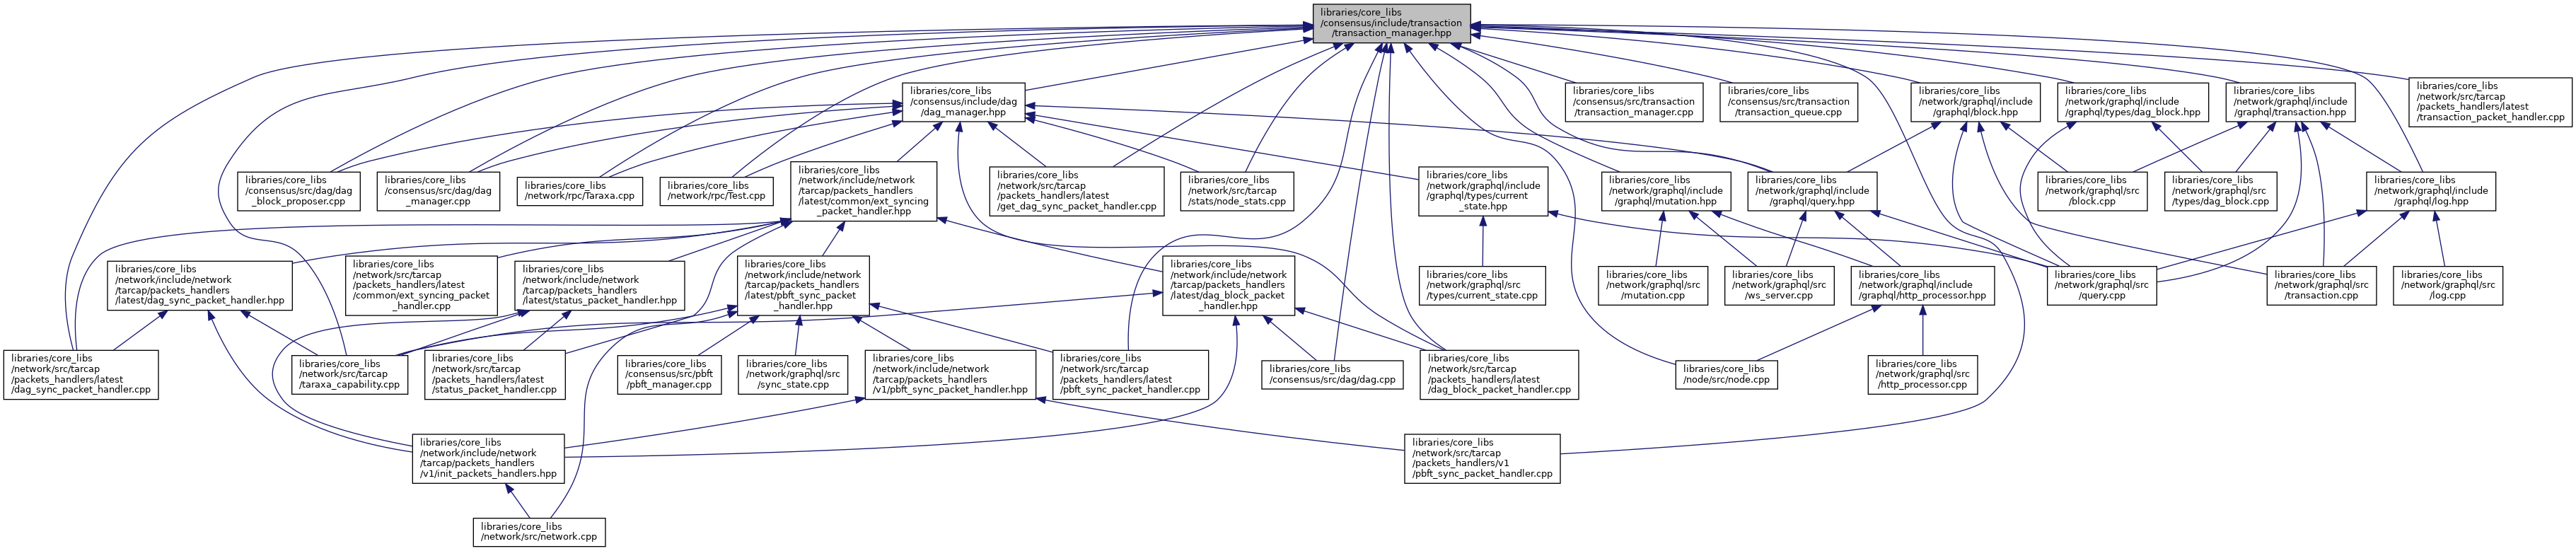 libraries/core_libs
/consensus/include/transaction
/transaction_manager.hpp
libraries/core_libs
/consensus/include/dag
/dag_manager.hpp
libraries/core_libs
/consensus/src/transaction
/transaction_manager.cpp
libraries/core_libs
/consensus/src/transaction
/transaction_queue.cpp
libraries/core_libs
/network/graphql/include
/graphql/block.hpp
libraries/core_libs
/network/graphql/include
/graphql/types/dag_block.hpp
libraries/core_libs
/network/graphql/include
/graphql/transaction.hpp
libraries/core_libs
/network/src/tarcap
/packets_handlers/latest
/transaction_packet_handler.cpp
libraries/core_libs
/consensus/src/dag/dag
_block_proposer.cpp
libraries/core_libs
/consensus/src/dag/dag
_manager.cpp
libraries/core_libs
/network/rpc/Taraxa.cpp
libraries/core_libs
/network/rpc/Test.cpp
libraries/core_libs
/network/include/network
/tarcap/packets_handlers
/latest/common/ext_syncing
_packet_handler.hpp
libraries/core_libs
/network/src/tarcap
/packets_handlers/latest
/get_dag_sync_packet_handler.cpp
libraries/core_libs
/network/src/tarcap
/stats/node_stats.cpp
libraries/core_libs
/network/graphql/include
/graphql/types/current
_state.hpp
libraries/core_libs
/network/graphql/include
/graphql/mutation.hpp
libraries/core_libs
/network/graphql/include
/graphql/query.hpp
libraries/core_libs
/network/graphql/src
/block.cpp
libraries/core_libs
/network/graphql/src
/types/dag_block.cpp
libraries/core_libs
/network/graphql/include
/graphql/log.hpp
libraries/core_libs
/network/include/network
/tarcap/packets_handlers
/latest/dag_sync_packet_handler.hpp
libraries/core_libs
/network/src/tarcap
/packets_handlers/latest
/common/ext_syncing_packet
_handler.cpp
libraries/core_libs
/network/include/network
/tarcap/packets_handlers
/latest/status_packet_handler.hpp
libraries/core_libs
/network/include/network
/tarcap/packets_handlers
/latest/pbft_sync_packet
_handler.hpp
libraries/core_libs
/network/include/network
/tarcap/packets_handlers
/latest/dag_block_packet
_handler.hpp
libraries/core_libs
/network/graphql/src
/types/current_state.cpp
libraries/core_libs
/network/graphql/src
/mutation.cpp
libraries/core_libs
/network/graphql/src
/ws_server.cpp
libraries/core_libs
/network/graphql/include
/graphql/http_processor.hpp
libraries/core_libs
/network/graphql/src
/query.cpp
libraries/core_libs
/network/graphql/src
/transaction.cpp
libraries/core_libs
/network/graphql/src
/log.cpp
libraries/core_libs
/network/src/tarcap
/packets_handlers/latest
/dag_sync_packet_handler.cpp
libraries/core_libs
/network/src/tarcap
/taraxa_capability.cpp
libraries/core_libs
/network/src/tarcap
/packets_handlers/latest
/status_packet_handler.cpp
libraries/core_libs
/consensus/src/pbft
/pbft_manager.cpp
libraries/core_libs
/network/graphql/src
/sync_state.cpp
libraries/core_libs
/network/include/network
/tarcap/packets_handlers
/v1/pbft_sync_packet_handler.hpp
libraries/core_libs
/network/src/tarcap
/packets_handlers/latest
/pbft_sync_packet_handler.cpp
libraries/core_libs
/consensus/src/dag/dag.cpp
libraries/core_libs
/network/src/tarcap
/packets_handlers/latest
/dag_block_packet_handler.cpp
libraries/core_libs
/node/src/node.cpp
libraries/core_libs
/network/graphql/src
/http_processor.cpp
libraries/core_libs
/network/include/network
/tarcap/packets_handlers
/v1/init_packets_handlers.hpp
libraries/core_libs
/network/src/tarcap
/packets_handlers/v1
/pbft_sync_packet_handler.cpp
libraries/core_libs
/network/src/network.cpp